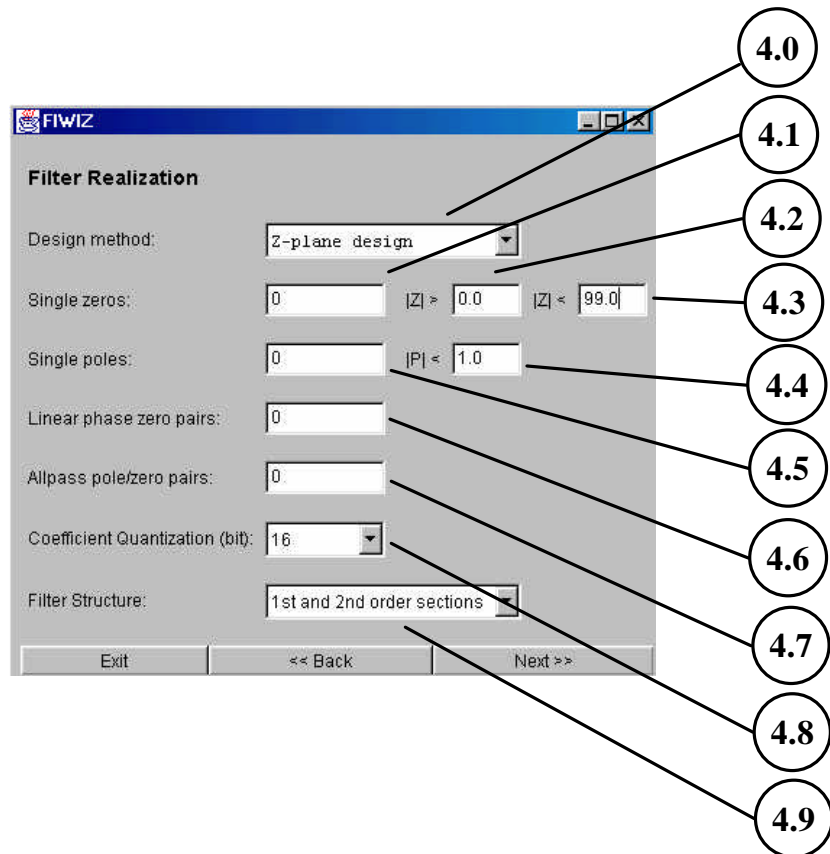 4.0
FIWIZ
4.1
Filter Realization
4.2
Design method: Z-plane design
Single zeros: 0 |Z| > 0.0 |Z| < 99.0
4.3
Single poles: 0 |P| < 1.0
4.4
Linear phase zero pairs: 0
4.5
Allpass pole/zero pairs: 0
Coefficient Quantization (bit): 16
4.6
Filter Structure: 1st and 2nd order sections
4.7
Exit << Back Next >>
4.8
4.9